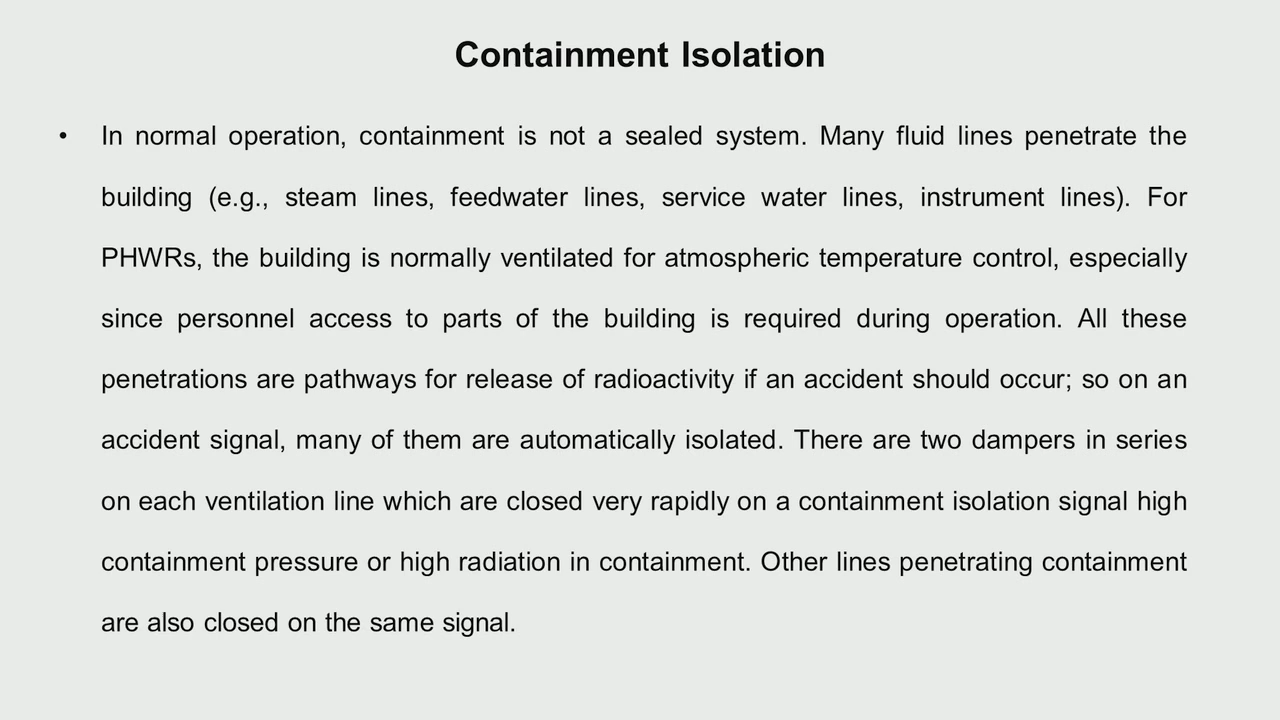 Containment Isolation
• In normal operation, containment is not a sealed system. Many fluid lines penetrate the
building (e.g., steam lines, feedwater lines, service water lines, instrument lines). For
PHWRs, the building is normally ventilated for atmospheric temperature control, especially
since personnel access to parts of the building is required during operation. All these
penetrations are pathways for release of radioactivity if an accident should occur; so on an
accident signal, many of them are automatically isolated. There are two dampers in series
on each ventilation line which are closed very rapidly on a containment isolation signal high
containment pressure or high radiation in containment. Other lines penetrating containment
are also closed on the same signal.